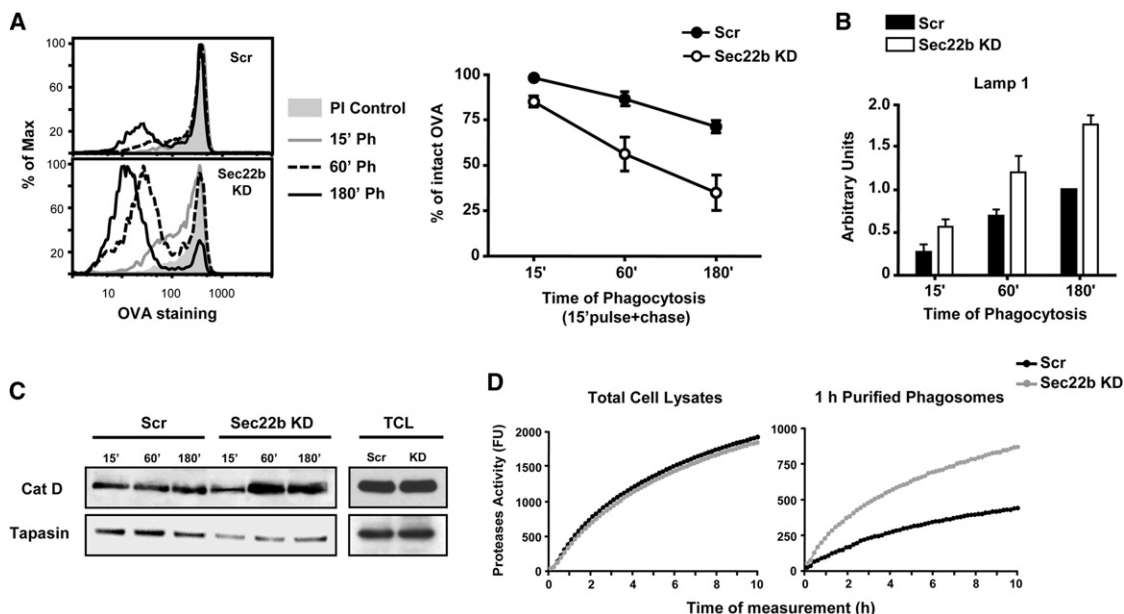 A
Scr
Sec22b
KD
% of Max
100
60
20
100
80
60
40
20
10 100 1000
OVA staining
PI Control
15' Ph
60' Ph
180' Ph
Scr
Sec22b KD
% of intact OVA
100
75
50
25
0
15' 60' 180'
Time of Phagocytosis
(15'pulse+chase)
B
Scr
Sec22b KD
Lamp 1
Arbitrary Units
2.0
1.5
1.0
0.5
0
15' 60' 180'
Time of Phagocytosis
C
Scr Sec22b KD TCL
15' 60' 180' 15' 60' 180' Scr KD
Cat D
Tapasin
D
Scr
Sec22b KD
Total Cell Lysates 1 h Purified Phagosomes
Proteases Activity (FU)
2000
1500
1000
500
0
0 2 4 6 8 10
1000
750
500
250
0
0 2 4 6 8 10
Time of measurement (h)